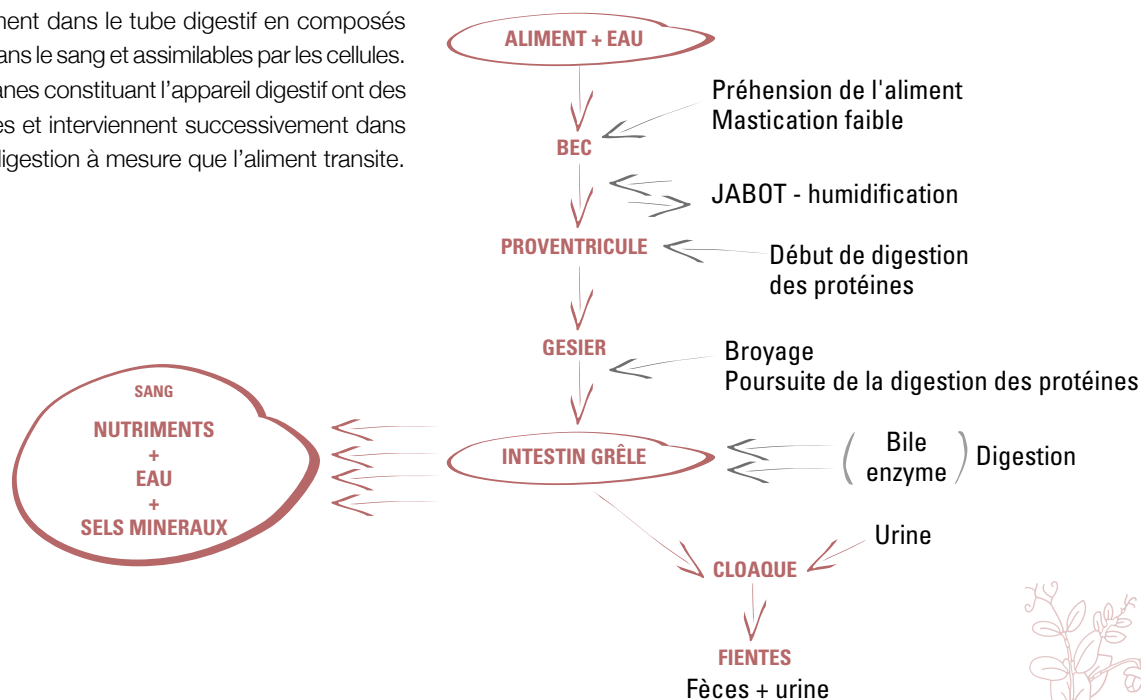 ment dans le tube digestif en composés
ans le sang et assimilables par les cellules.
anes constituant l'appareil digestif ont des
es et interviennent successivement dans
digestion à mesure que l'aliment transite.
ALIMENT + EAU
Préhension de l'aliment
Mastication faible
BEC
JABOT - humidification
PROVENTRICULE
Début de digestion
des protéines
GESIER
Broyage
Poursuite de la digestion des protéines
SANG
NUTRIMENTS
+
EAU
+
SELS MINERAUX
INTESTIN GRÊLE
( Bile
enzyme ) Digestion
Urine
CLOAQUE
FIENTES
Fèces + urine